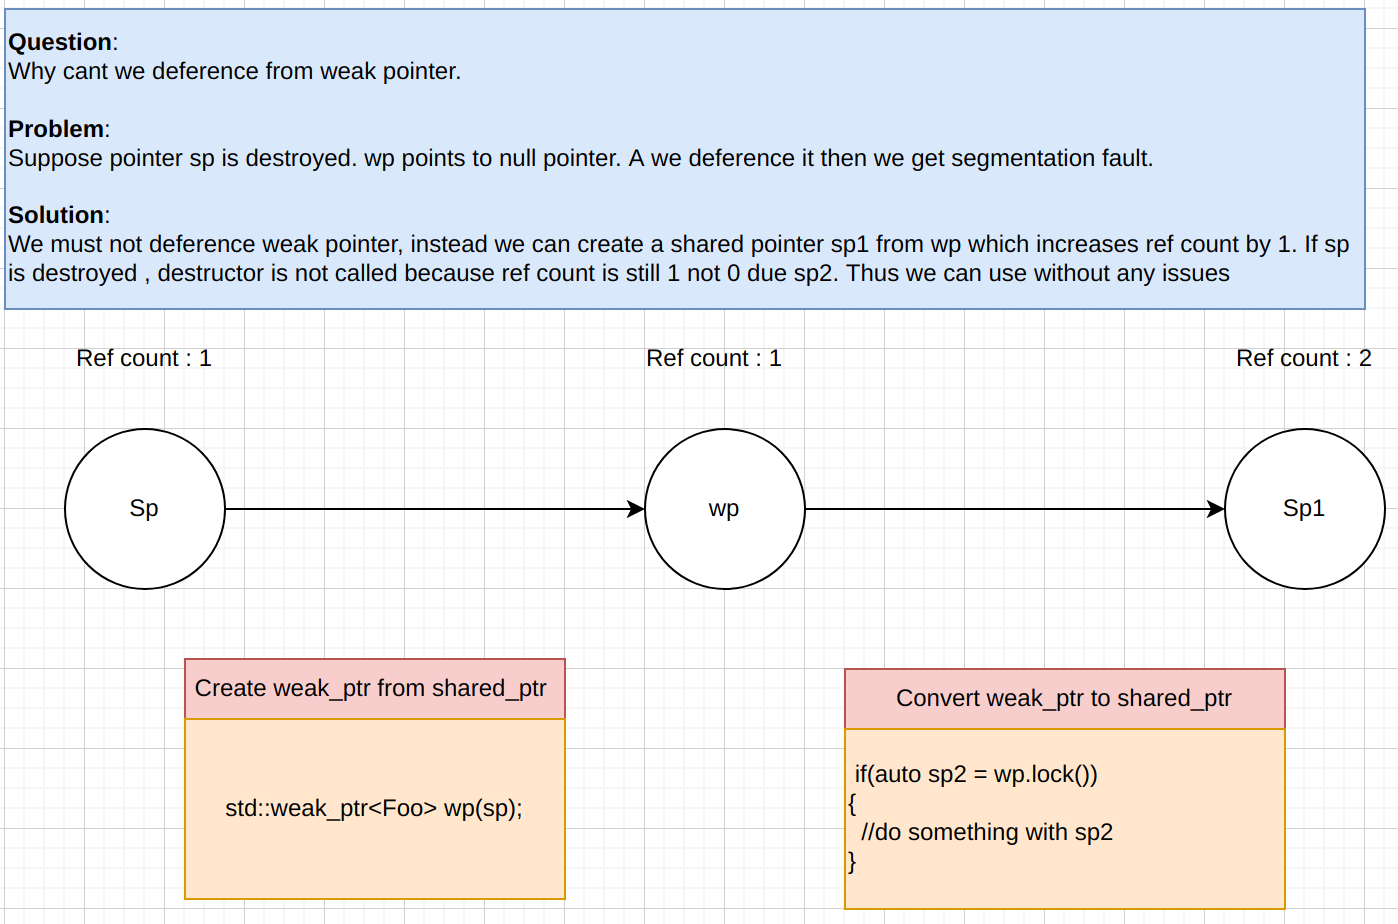 Question:
Why cant we deference from weak pointer.
Problem:
Suppose pointer sp is destroyed. wp points to null pointer. A we deference it then we get segmentation fault.
Solution:
We must not deference weak pointer, instead we can create a shared pointer sp1 from wp which increases ref count by 1. If sp
is destroyed , destructor is not called because ref count is still 1 not 0 due sp2. Thus we can use without any issues
Ref count : 1
Ref count : 1
Ref count : 2
Sp
wp
Sp1
Create weak_ptr from shared_ptr
std::weak_ptr<Foo> wp(sp);
Convert weak_ptr to shared_ptr
if(auto sp2 = wp.lock())
{
//do something with sp2
}